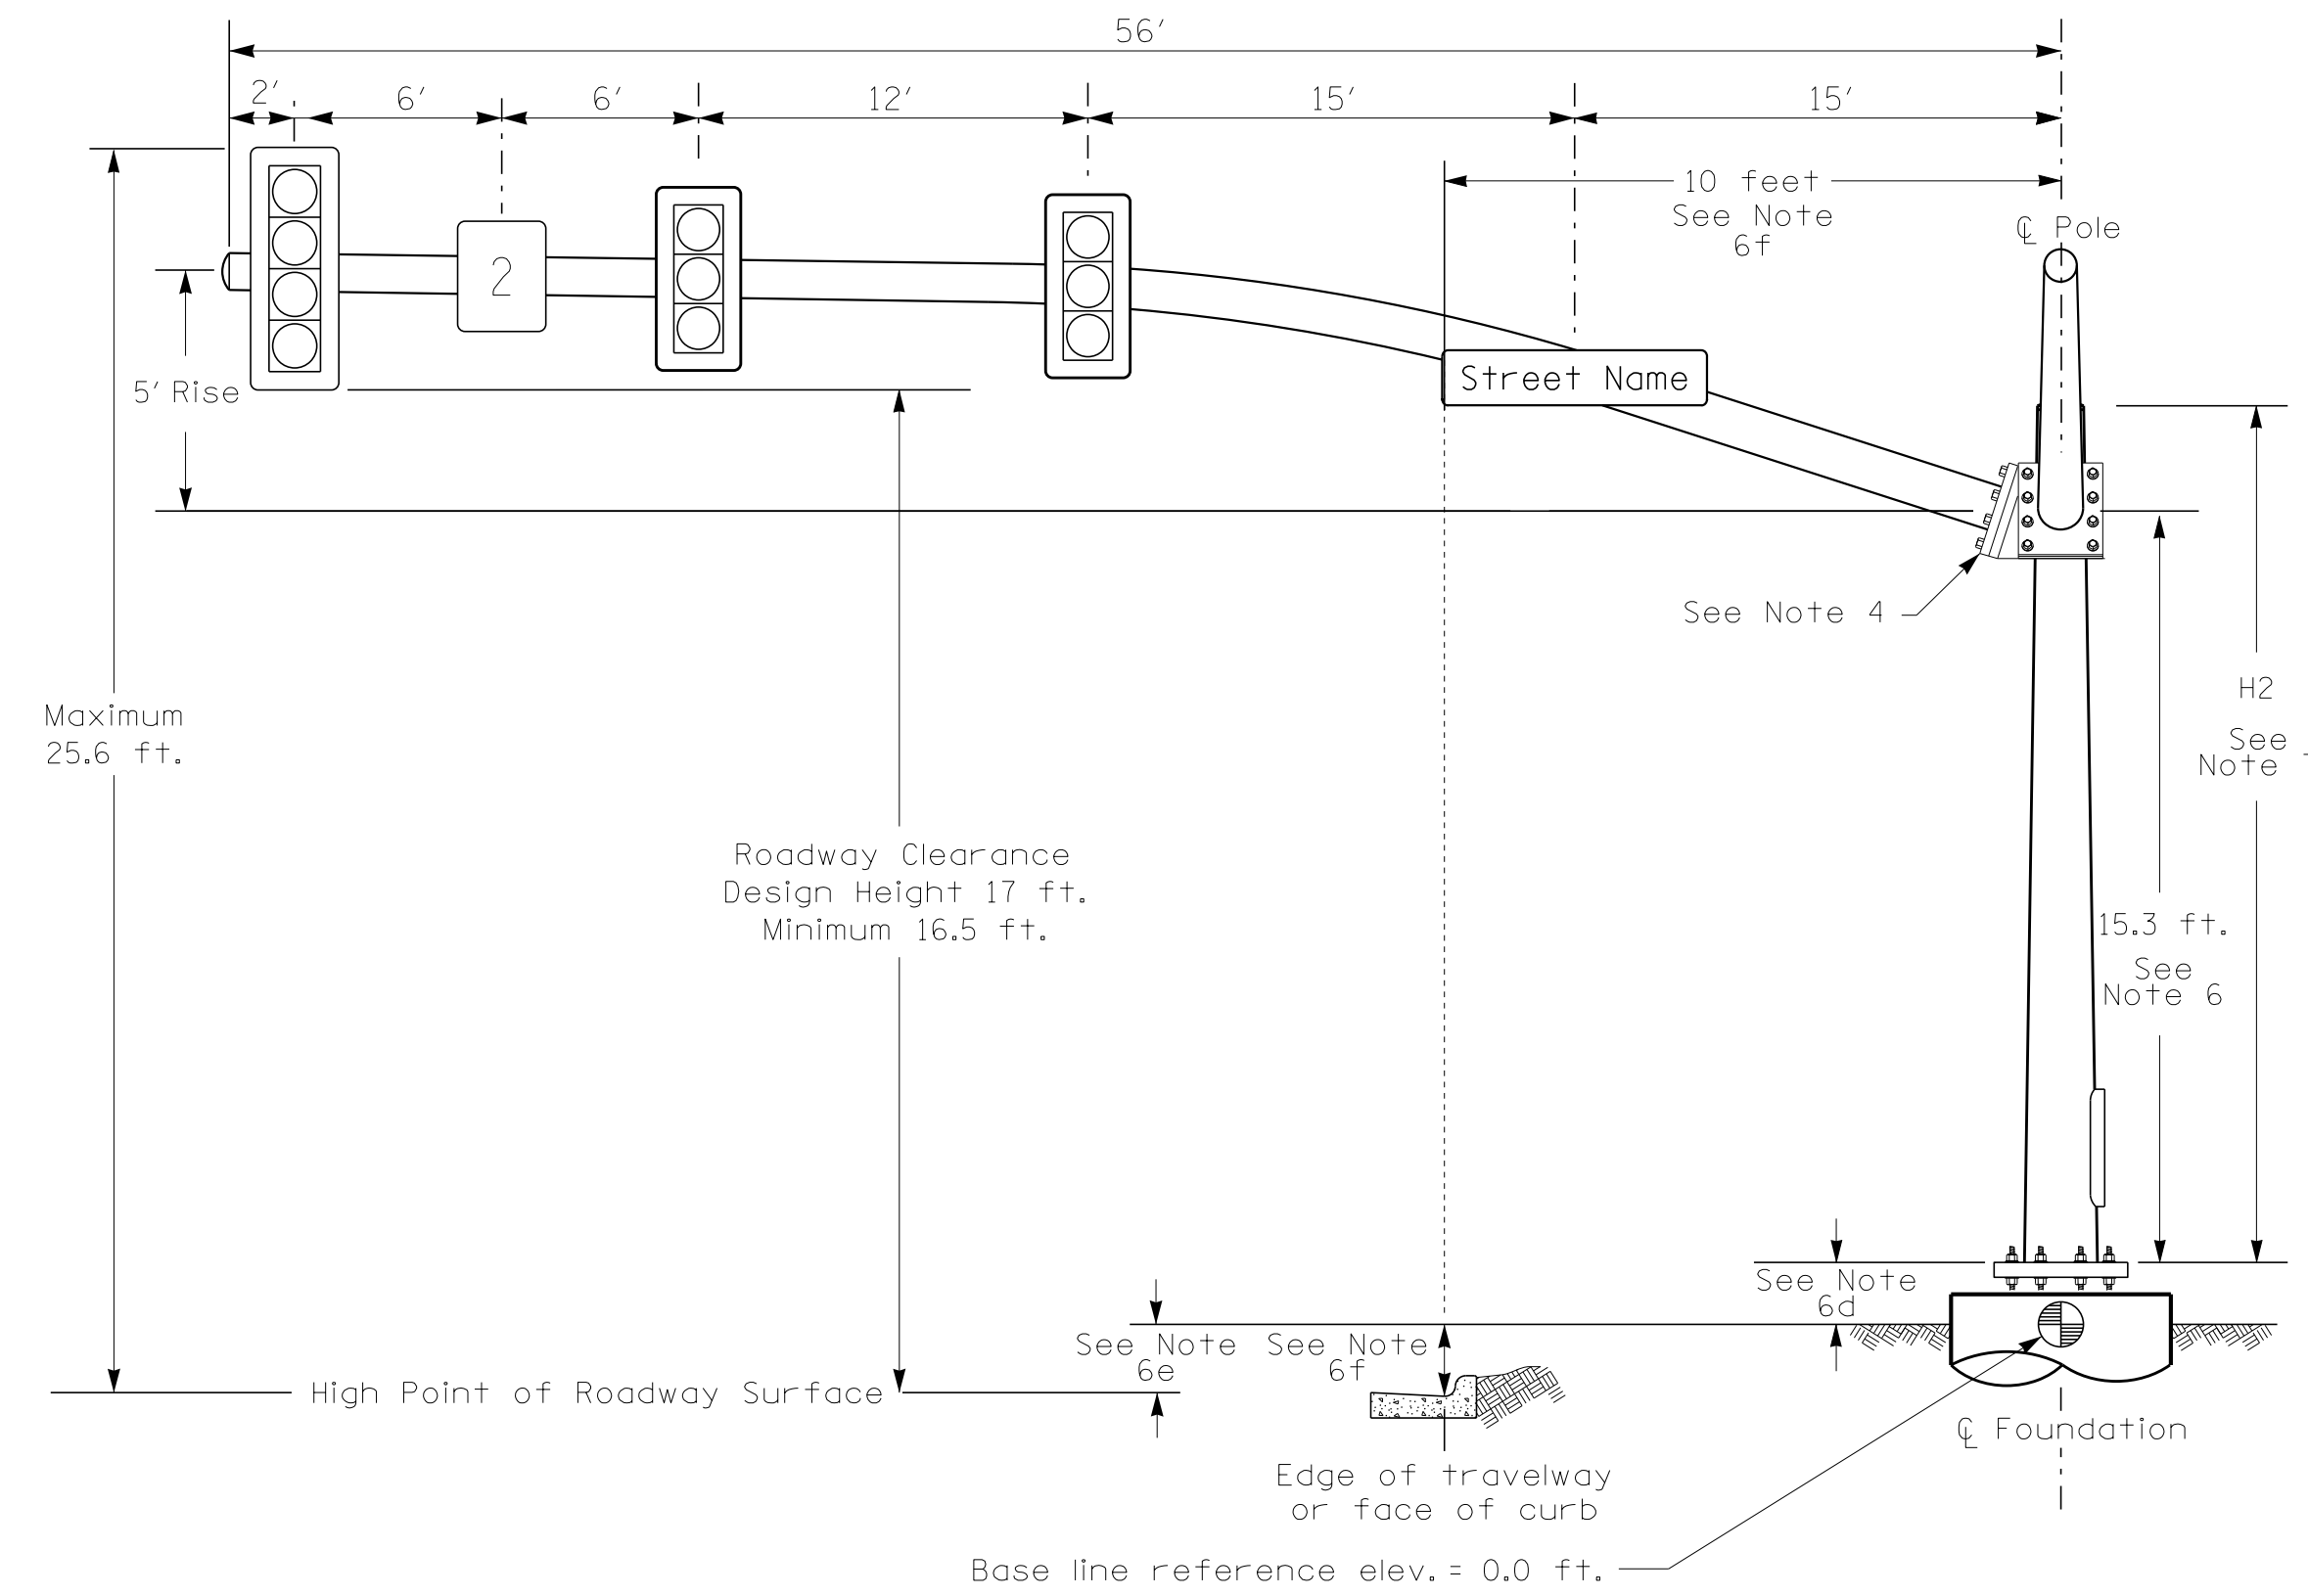 56'
2'
6'
6'
12'
15'
15'
10 feet
See Note
6f
℄ Pole
2
5' Rise
Street Name
See Note 4
H2
See
Note
Maximum
25.6 ft.
Roadway Clearance
Design Height 17 ft.
Minimum 16.5 ft.
15.3 ft.
See
Note 6
See Note
6d
See Note
6e
See Note
6f
High Point of Roadway Surface
℄ Foundation
Edge of travelway
or face of curb
Base line reference elev. = 0.0 ft.